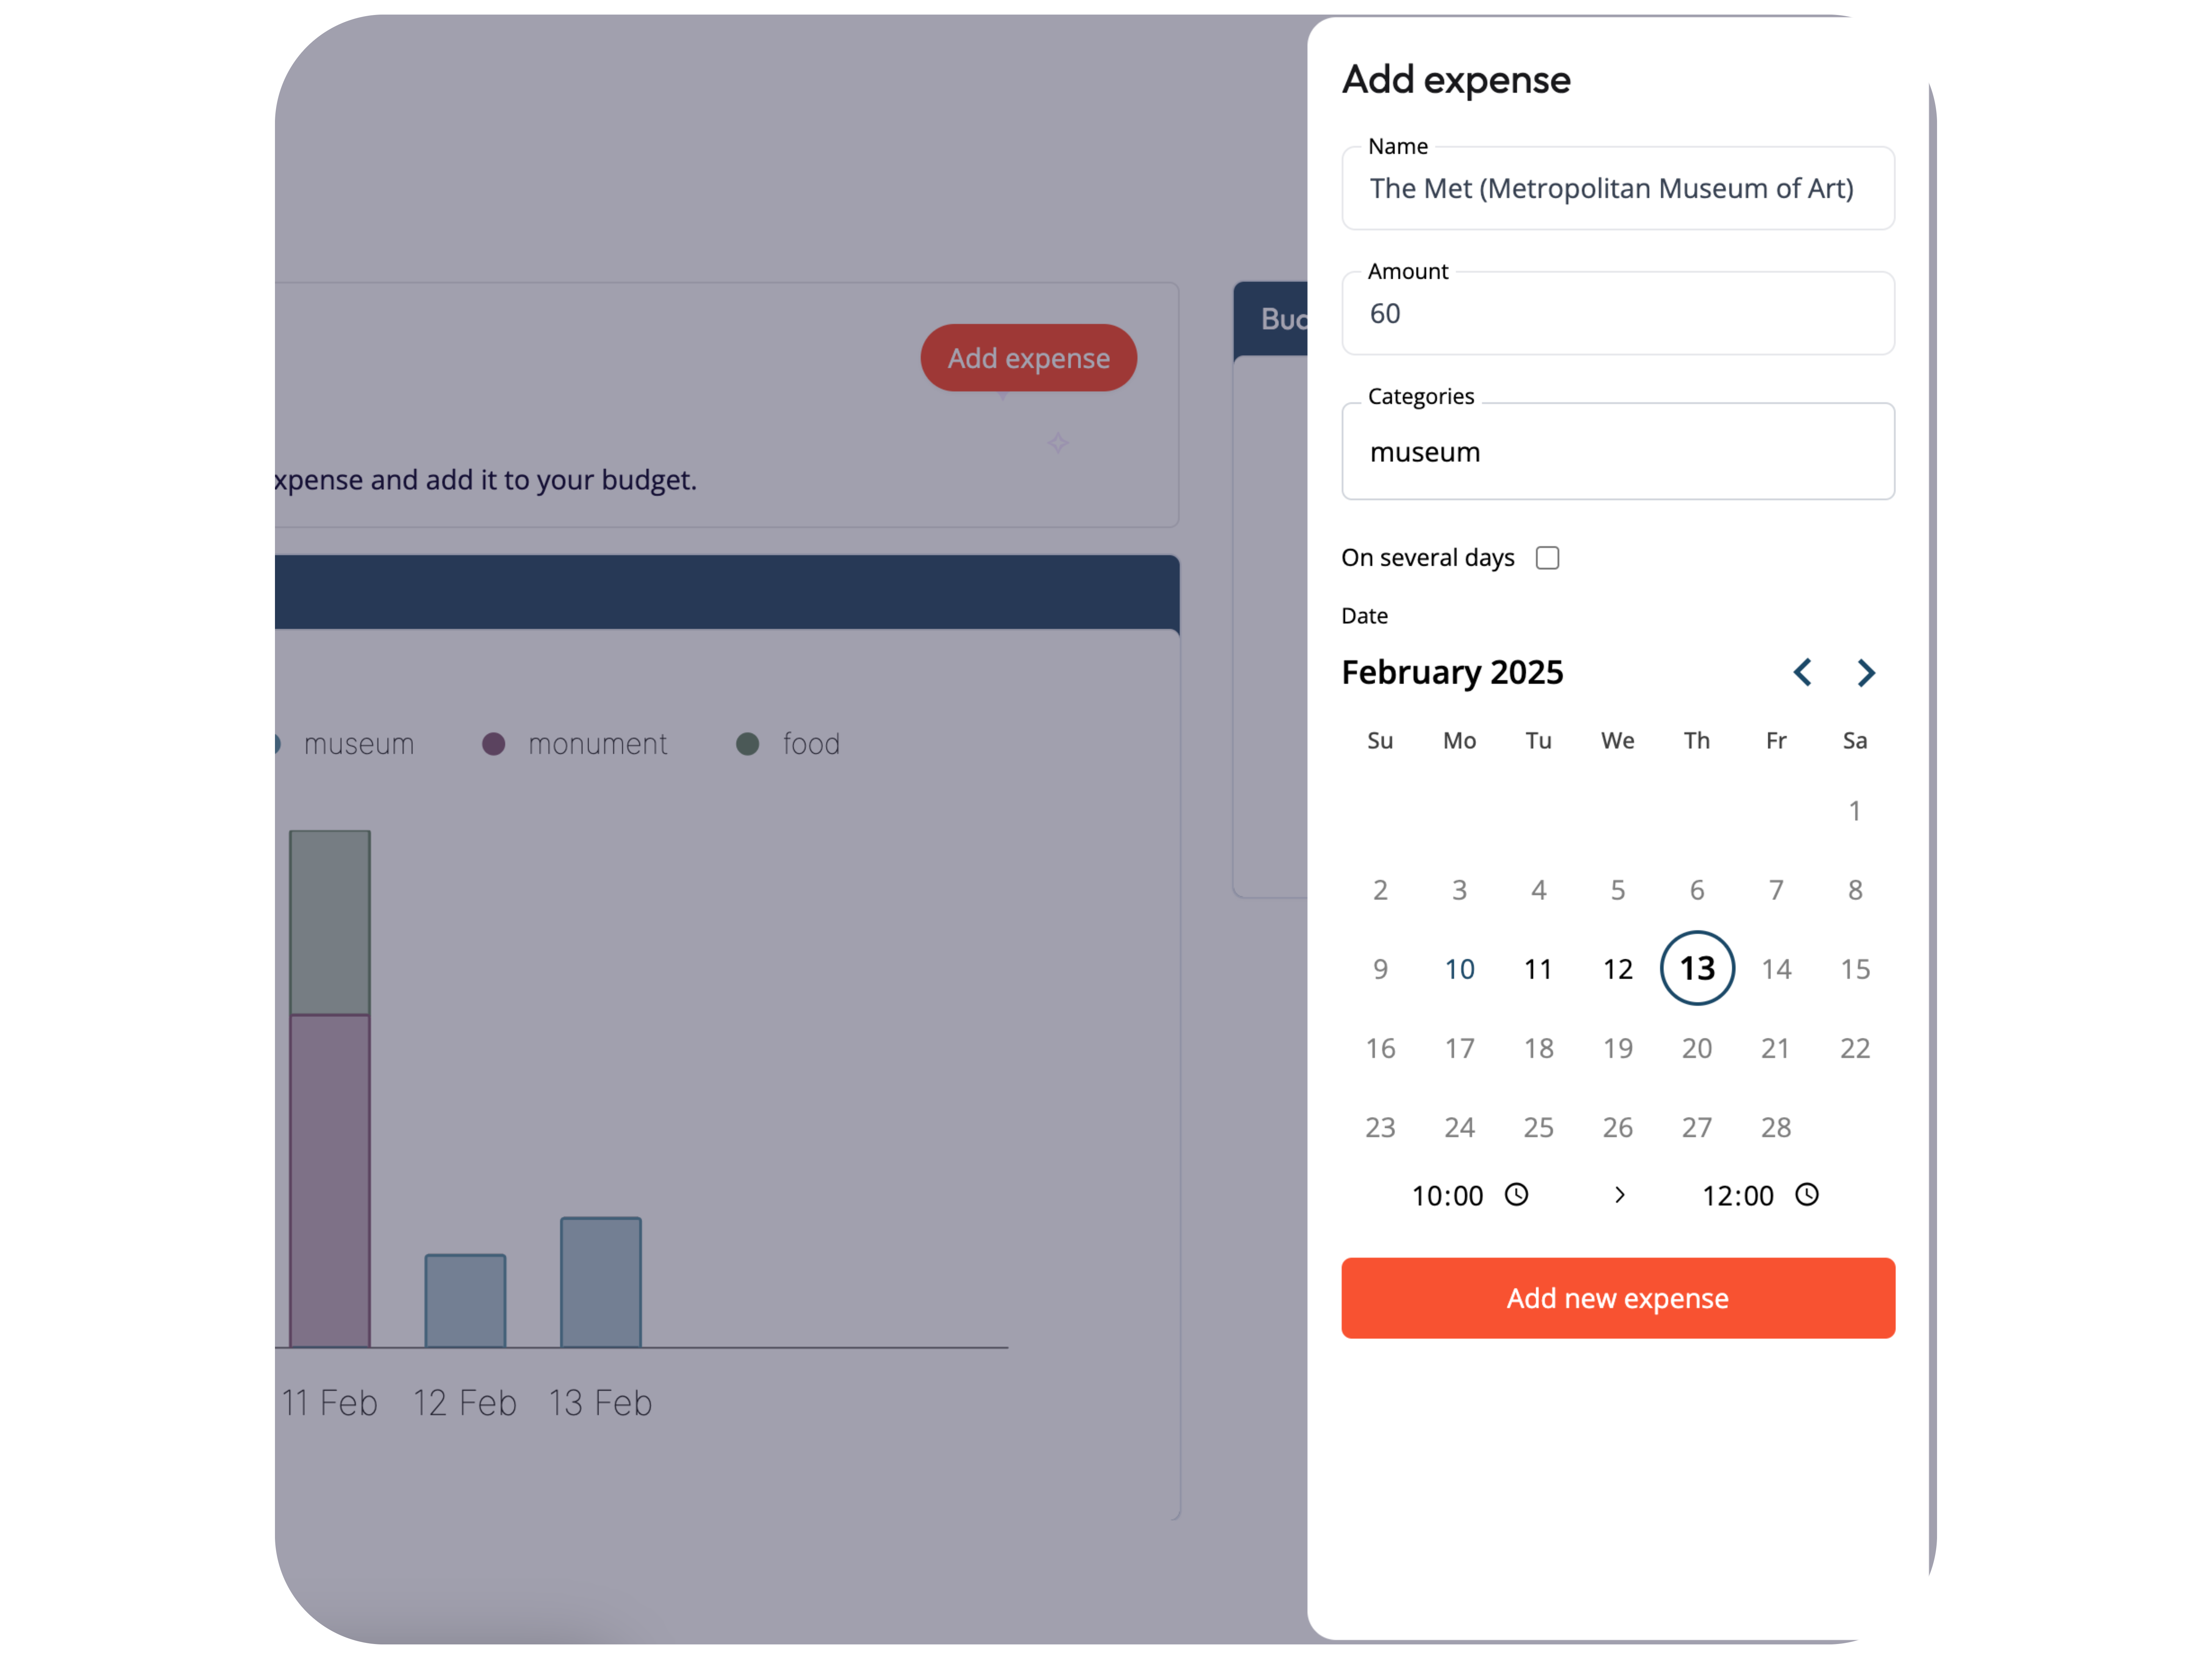 Add expense
Name
The Met (Metropolitan Museum of Art)
Amount
60
Categories
museum
On several days
Date
February 2025
Su Mo Tu We Th Fr Sa
1
2 3 4 5 6 7 8
9 10 11 12 13 14 15
16 17 18 19 20 21 22
23 24 25 26 27 28
10:00 > 12:00
Add new expense
Add expense
and add it to your budget.
museum monument food
11 Feb 12 Feb 13 Feb